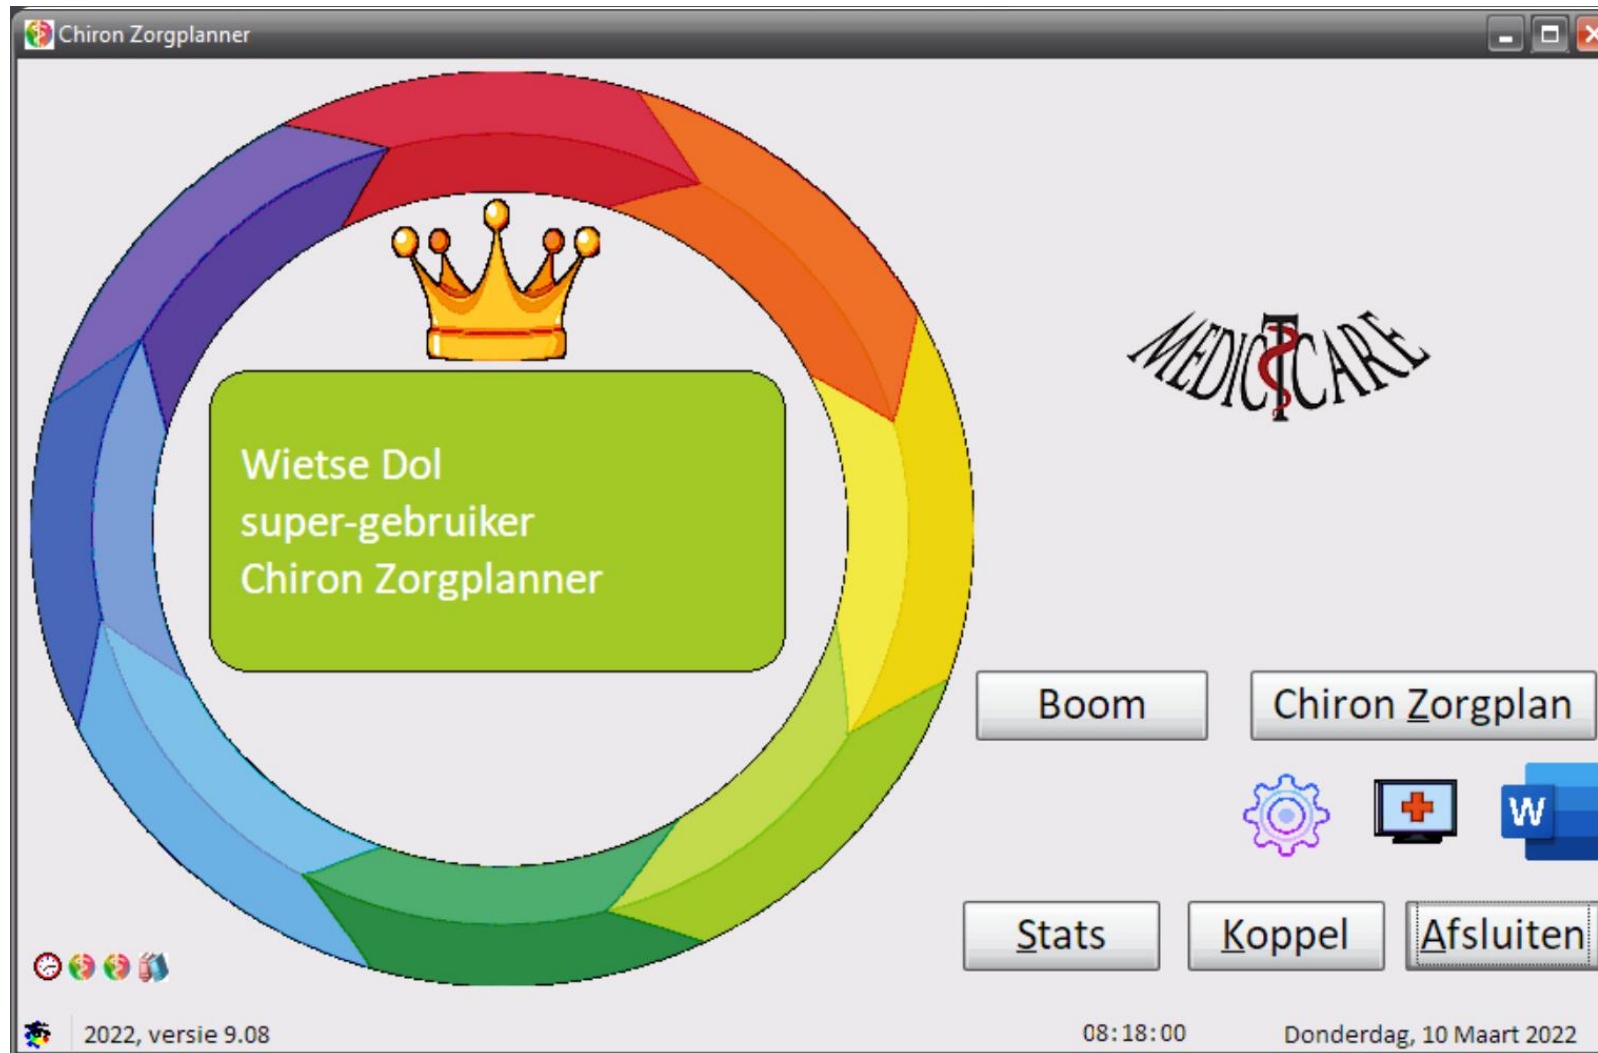 Chiron Zorgplanner
Wietse Dol
super-gebruiker
Chiron Zorgplanner
MEDICTCARE
Boom
Chiron Zorgplan
W
Stats
Koppel
Afsluiten
2022, versie 9.08
08:18:00
Donderdag, 10 Maart 2022